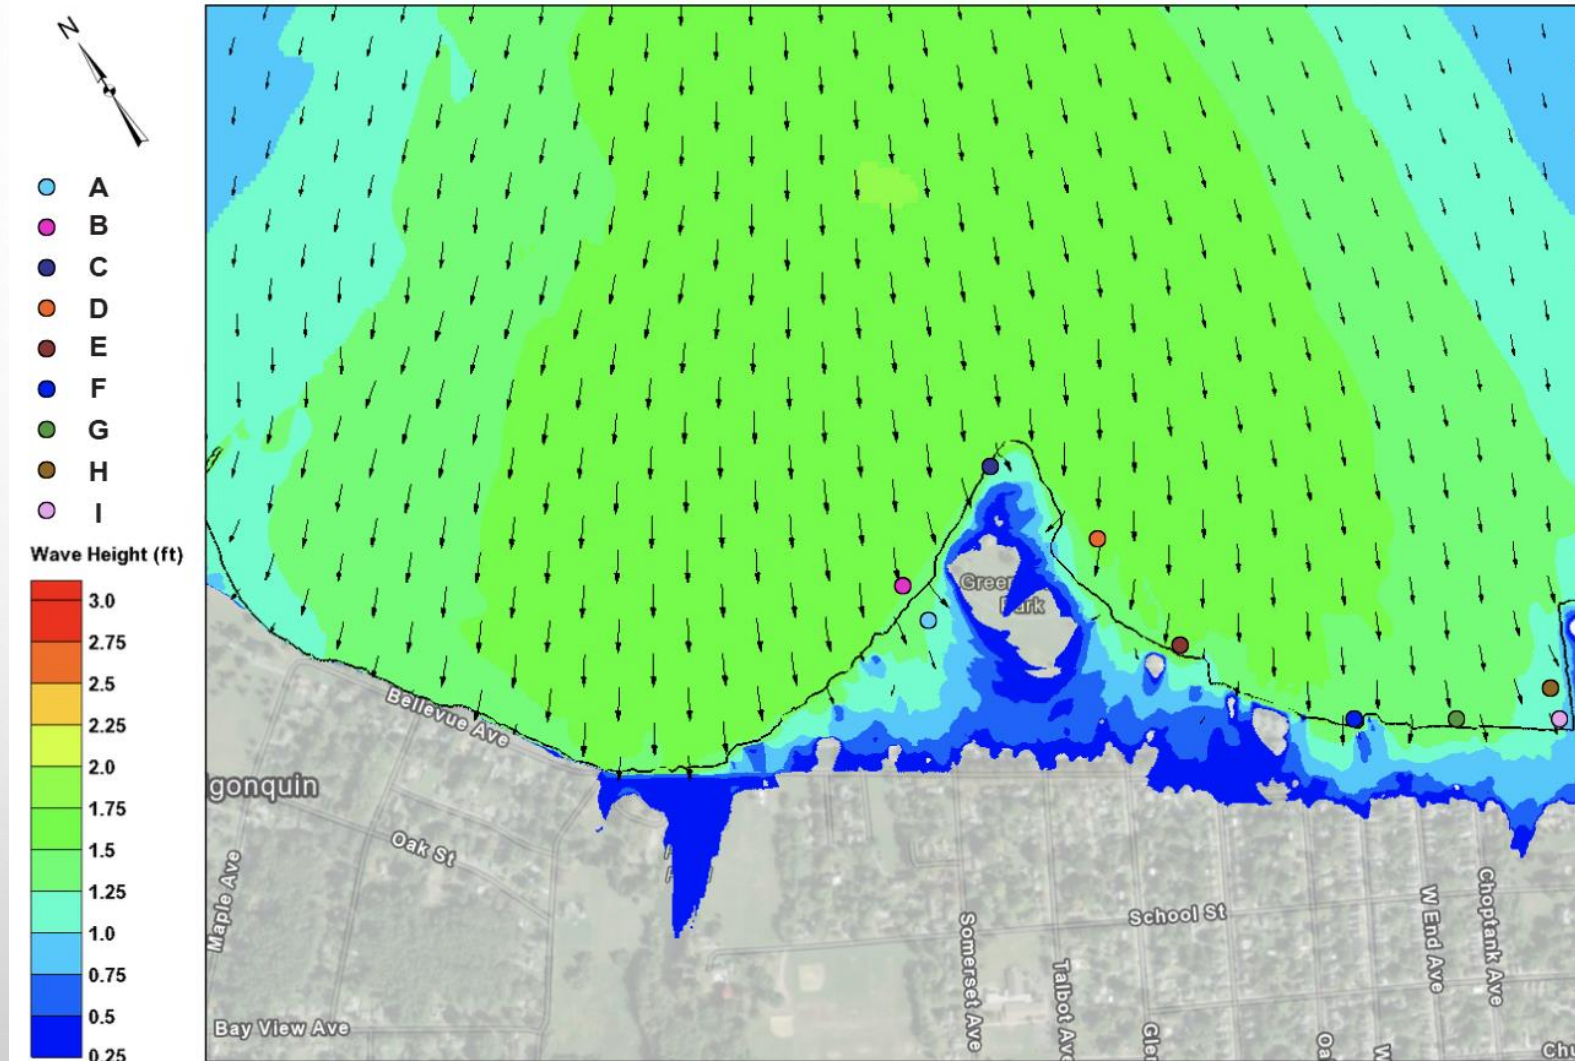 N
A
B
C
D
E
F
G
H
I
Wave Height (ft)
3.0
2.75
2.5
2.25
2.0
1.75
1.5
1.25
1.0
0.75
0.5
0.25
Park
Bellevue Ave
gonquin
Oak St
Maple Ave
Bay View Ave
School St
Somerset Ave
Talbot Ave
W End Ave
Choptank Ave